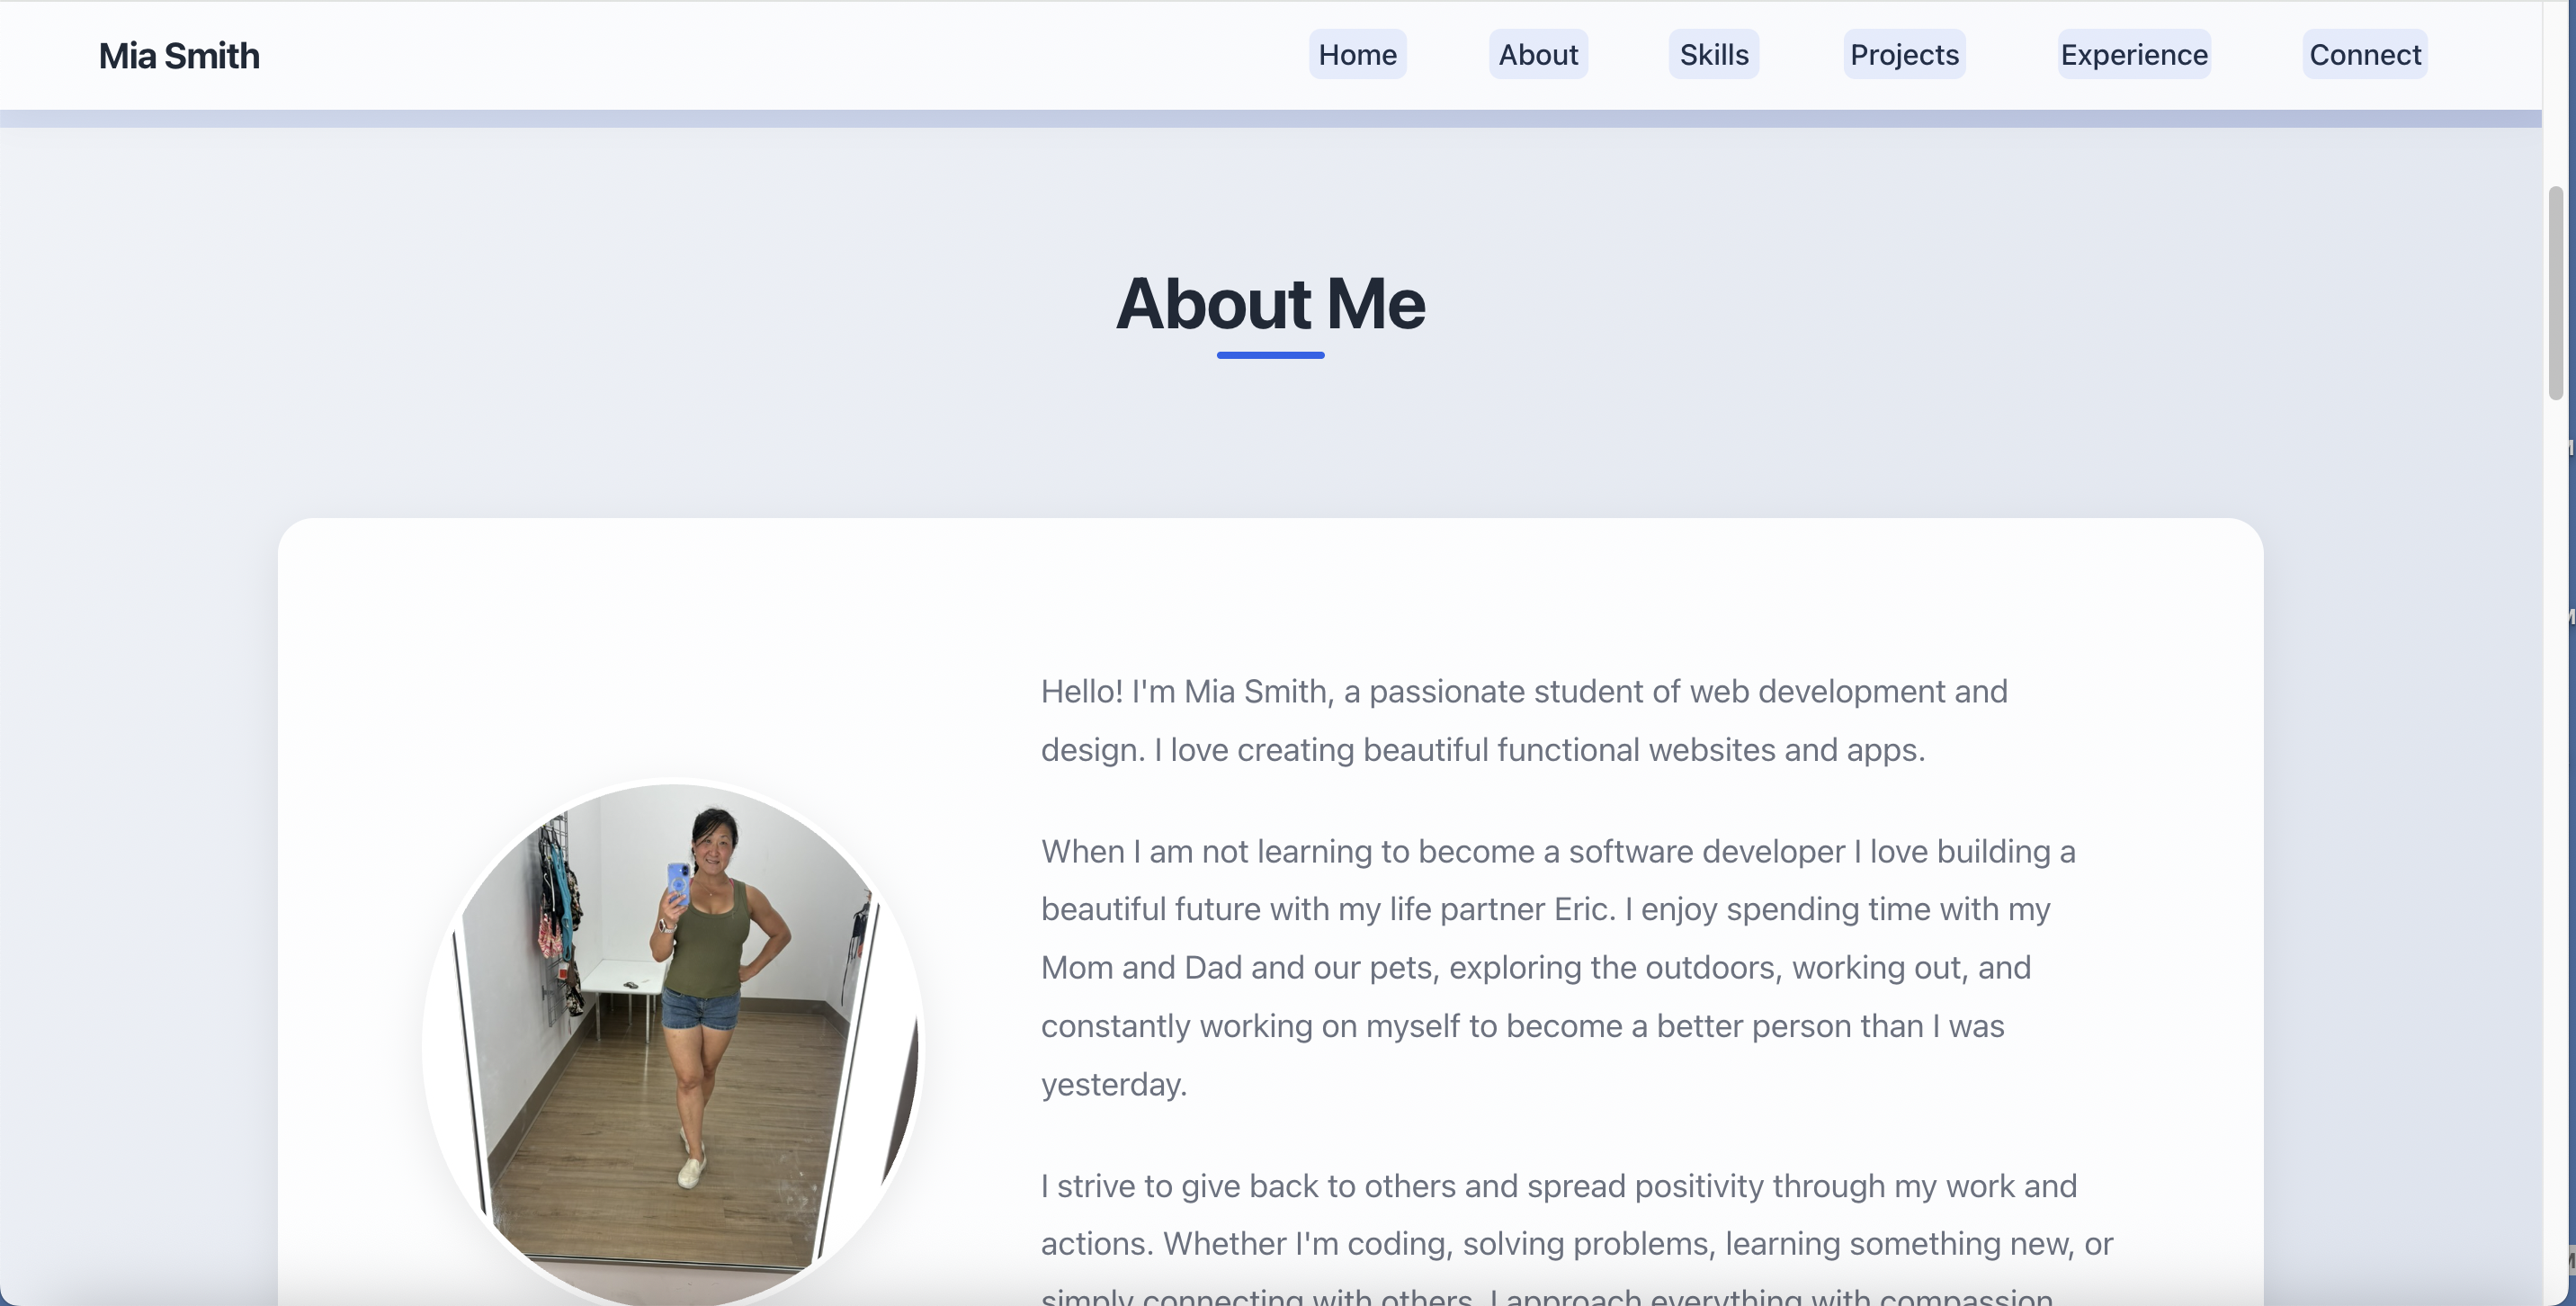 Mia Smith
Home About Skills Projects Experience Connect
About Me
Hello! I'm Mia Smith, a passionate student of web development and
design. I love creating beautiful functional websites and apps.
When I am not learning to become a software developer I love building a
beautiful future with my life partner Eric. I enjoy spending time with my
Mom and Dad and our pets, exploring the outdoors, working out, and
constantly working on myself to become a better person than I was
yesterday.
I strive to give back to others and spread positivity through my work and
actions. Whether I'm coding, solving problems, learning something new, or
simply connecting with others, I approach everything with compassion,